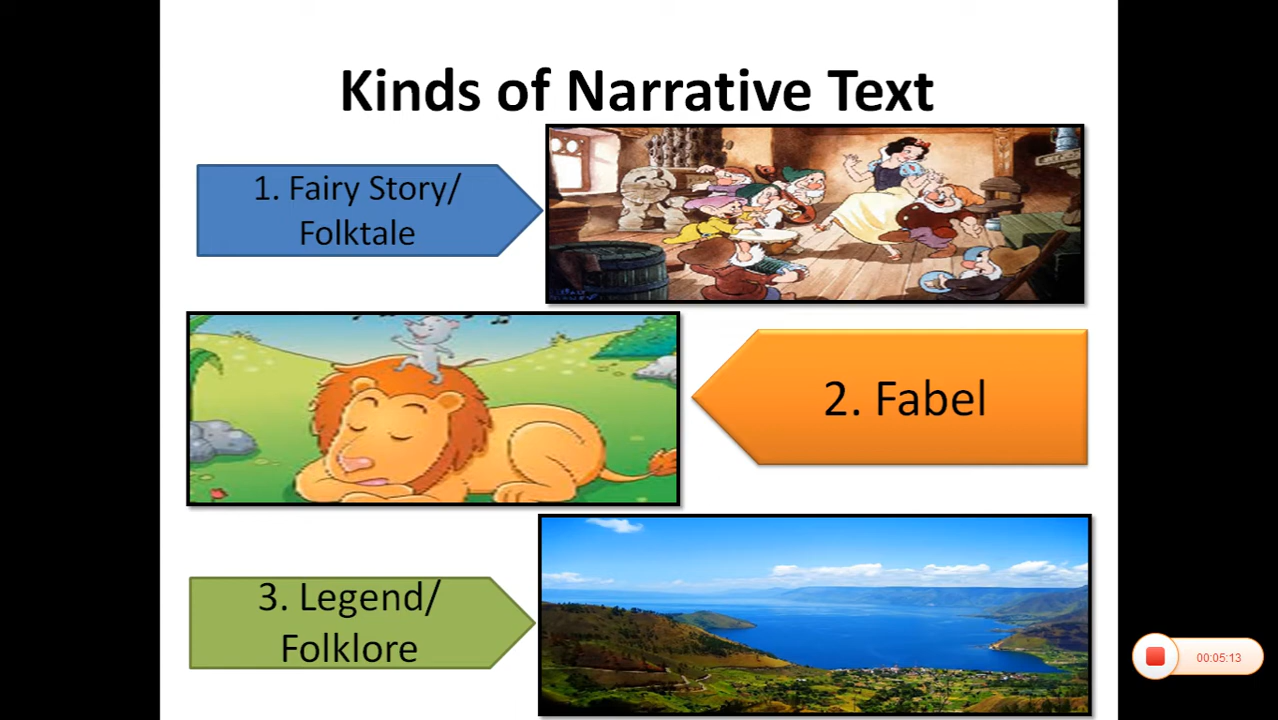 Kinds of Narrative Text
1. Fairy Story/
Folktale
2. Fabel
3. Legend/
Folklore
00:05:13